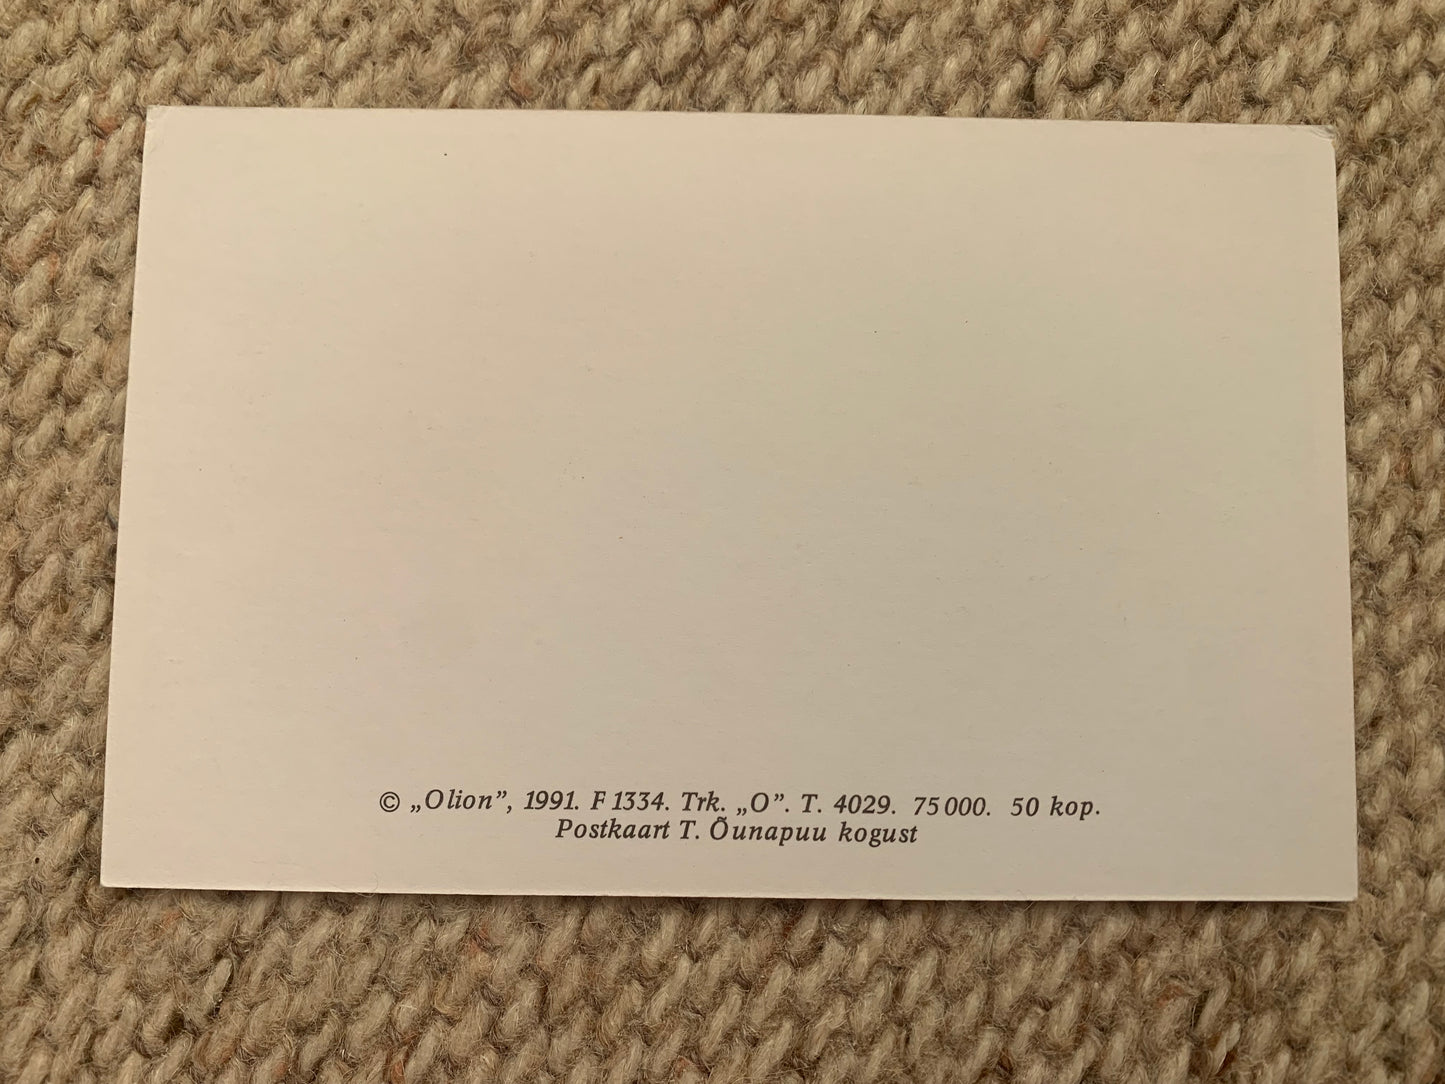 © „Olion”, 1991. F 1334. Trk. „O”. T. 4029. 75 000. 50 kop.
Postkaart T. Õunapuu kogust